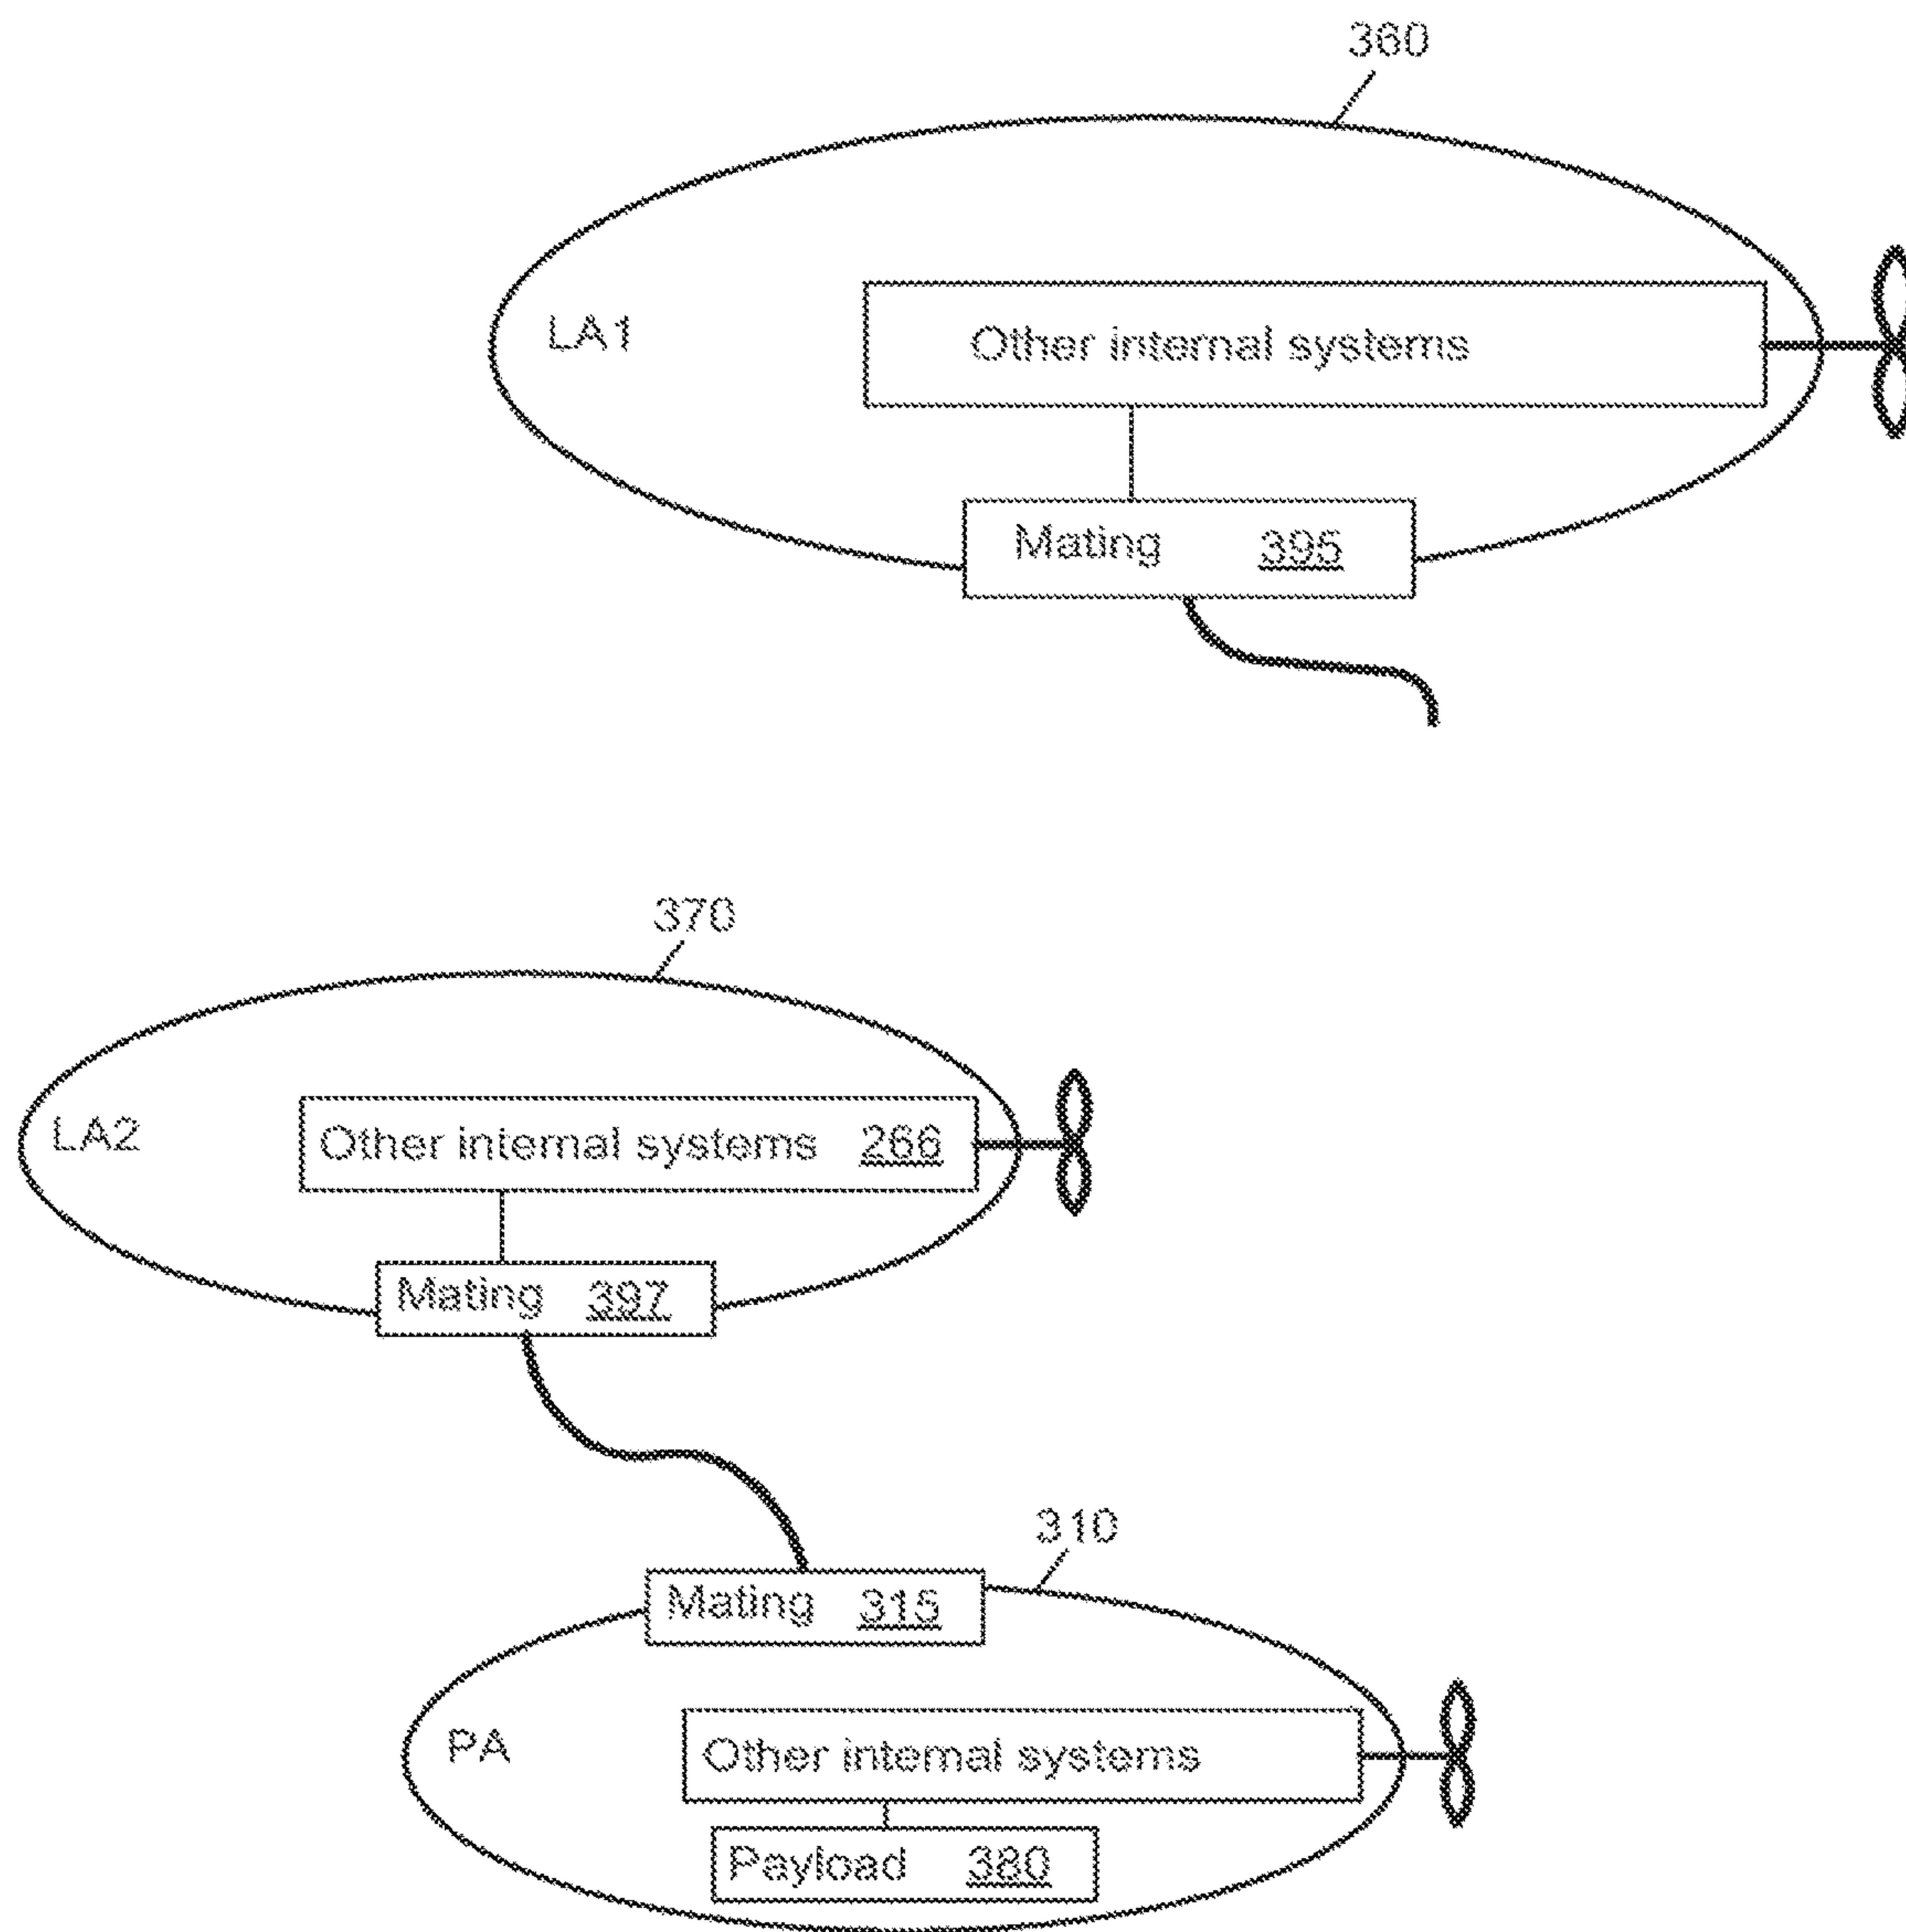 360
LA1
Other internal systems
Mating 395
370
LA2
Other internal systems 266
Mating 397
310
Mating 315
PA
Other internal systems
Payload 380